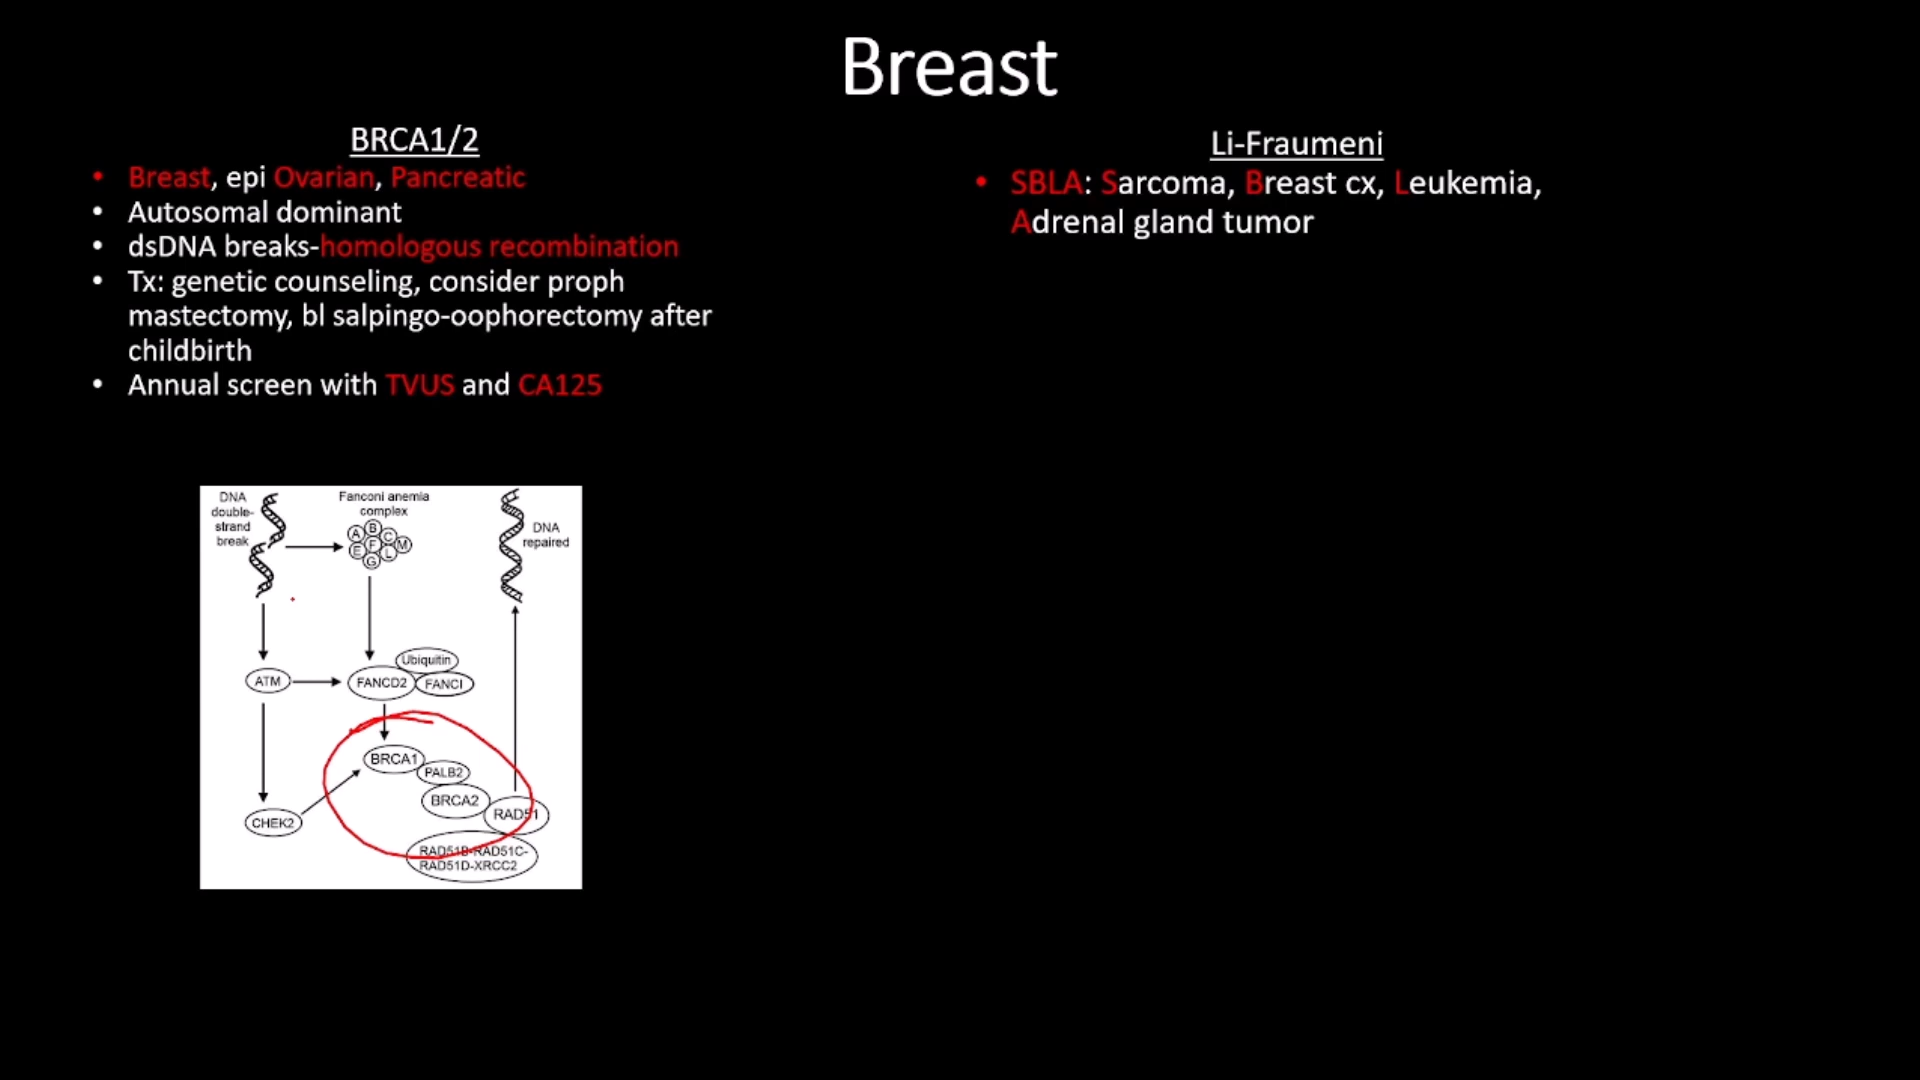 Breast
BRCA1/2
• Breast, epi Ovarian, Pancreatic
• Autosomal dominant
• dsDNA breaks-homologous recombination
• Tx: genetic counseling, consider proph
mastectomy, bl salpingo-oophorectomy after
childbirth
• Annual screen with TVUS and CA125
Li-Fraumeni
• SBLA: Sarcoma, Breast cx, Leukemia,
Adrenal gland tumor
DNA
double-
strand
break
Fanconi anemia
complex
A
B
C
E
F
L
M
G
DNA
repaired
Ubiquitin
ATM
FANCD2
FANCI
BRCA1
PALB2
BRCA2
RAD51
CHEK2
RAD51B-RAD51C-
RAD51D-XRCC2